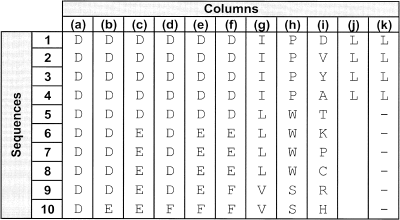 Columns
(a) (b) (c) (d) (e) (f) (g) (h) (i) (j) (k)
Sequences
1 D D D D D D I P D L L
2 D D D D D D I P V L L
3 D D D D D D I P Y L L
4 D D D D D D I P A L L
5 D D D D D D L W T -
6 D D E D E E L W K -
7 D D E D E E L W P -
8 D D E D E E L W C -
9 D D E D E F V S R -
10 D E E F F F V S H -